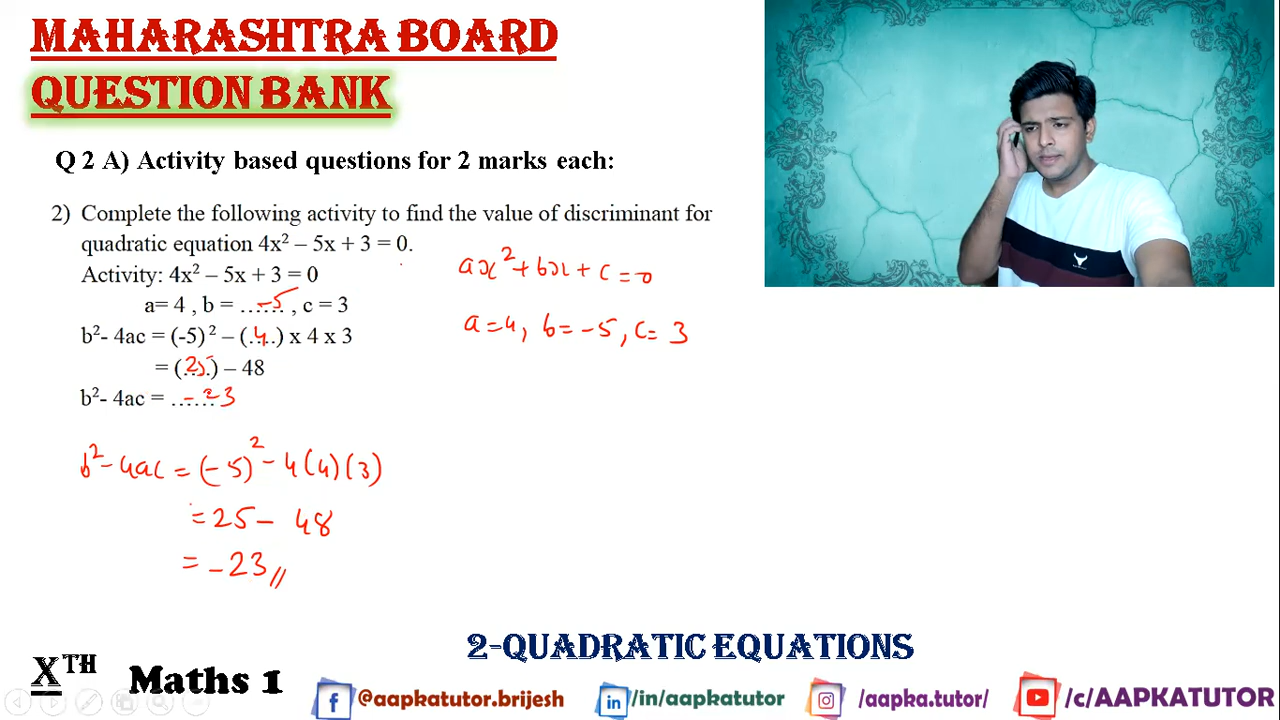 MAHARASHTRA BOARD
QUESTION BANK
Q 2 A) Activity based questions for 2 marks each:
2) Complete the following activity to find the value of discriminant for
quadratic equation 4x² – 5x + 3 = 0.
Activity: 4x² – 5x + 3 = 0
a= 4 , b = ...-5... , c = 3
b²- 4ac = (-5) ² – (.4..) x 4 x 3
= (25) – 48
b²- 4ac = ...-23
ax² + bx + c = 0
a = 4, b = -5, c = 3
b² - 4ac = (-5)² - 4(4)(3)
= 25 - 48
= -23 //
2-QUADRATIC EQUATIONS
XTH Maths 1
@aapkatutor.brijesh /in/aapkatutor /aapka.tutor/ /c/AAPKATUTOR